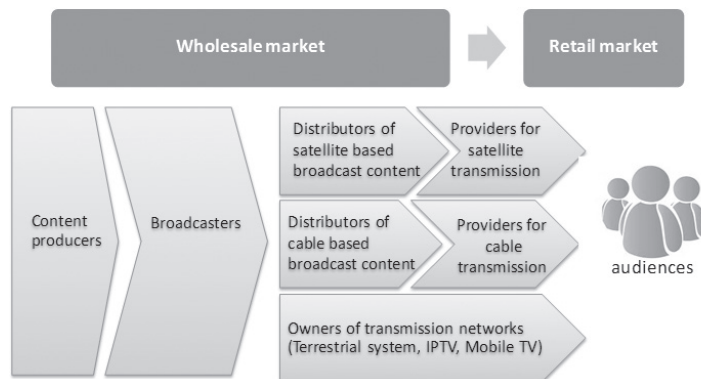 Wholesale market
Retail market
Content
producers
Broadcasters
Distributors of
satellite based
broadcast content
Providers for
satellite
transmission
Distributors of
cable based
broadcast content
Providers for
cable
transmission
Owners of transmission networks
(Terrestrial system, IPTV, Mobile TV)
audiences